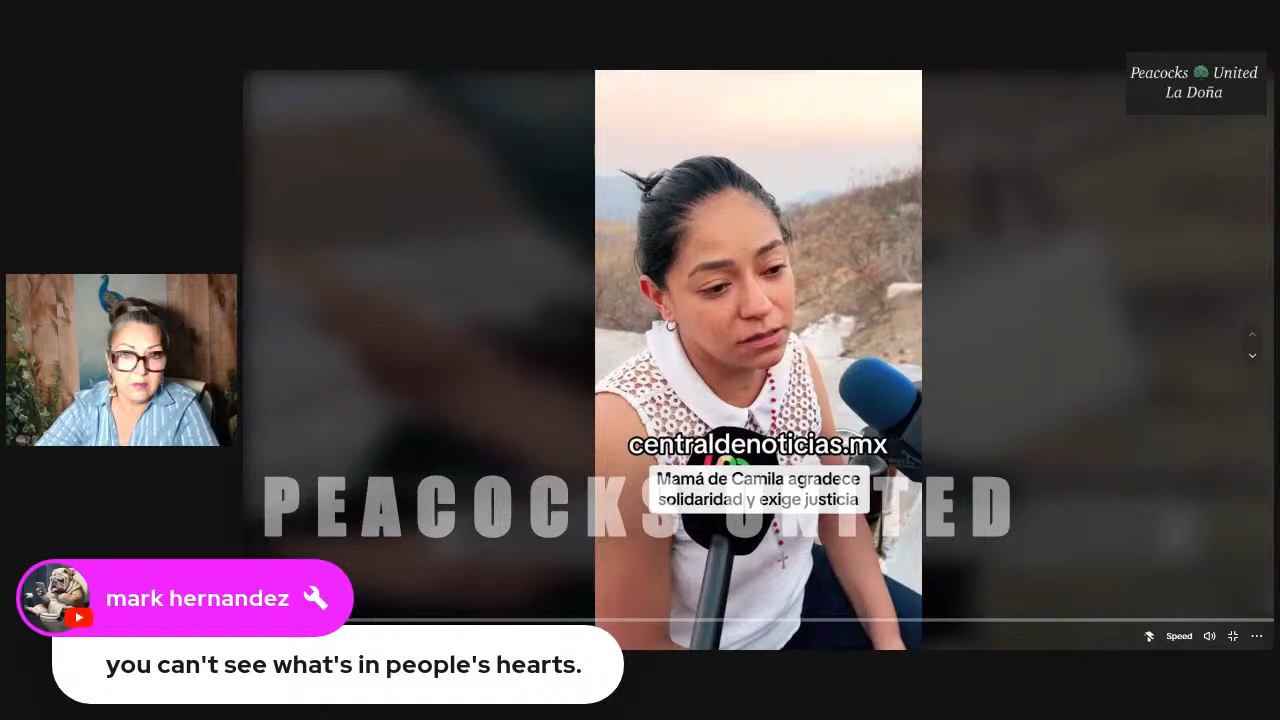 Peacocks United
La Doña
centraldenoticias.mx
Mamá de Camila agradece
solidaridad y exige justicia
PEACOCKS UNITED
mark hernandez
you can't see what's in people's hearts.
Speed